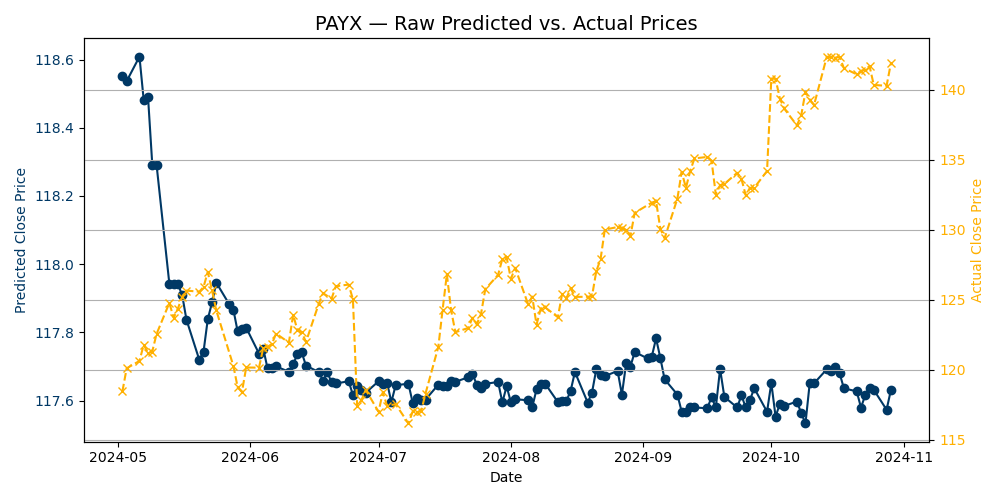 PAYX — Raw Predicted vs. Actual Prices
118.6
118.4
118.2
118.0
117.8
117.6
Predicted Close Price
140
135
130
125
120
115
Actual Close Price
2024-05 2024-06 2024-07 2024-08 2024-09 2024-10 2024-11
Date